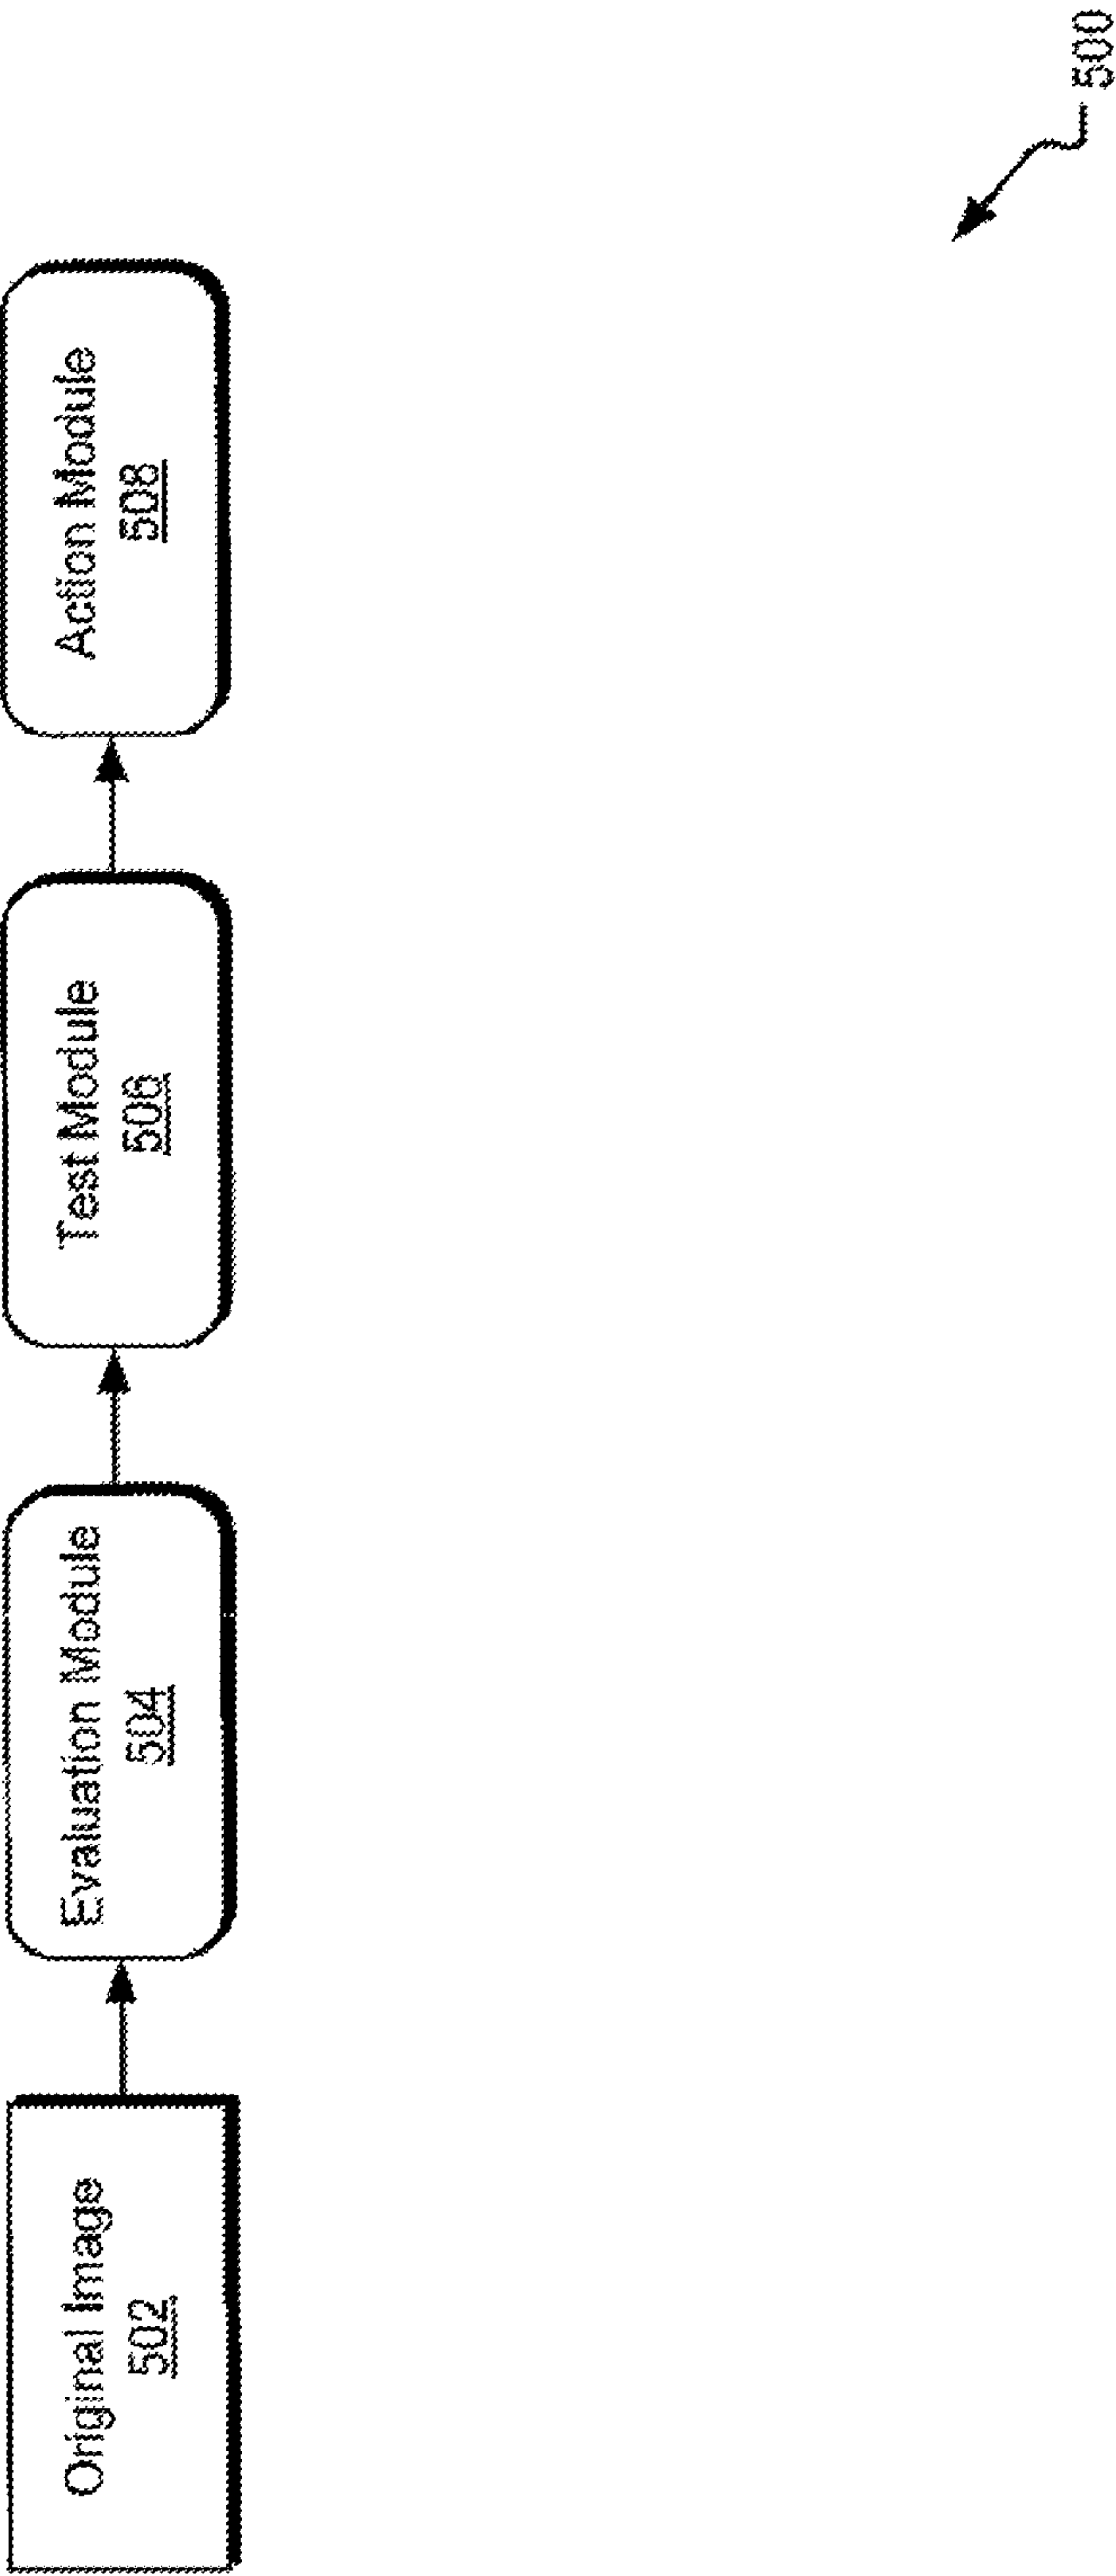 Original Image
502
Evaluation Module
504
Test Module
506
Action Module
508
500